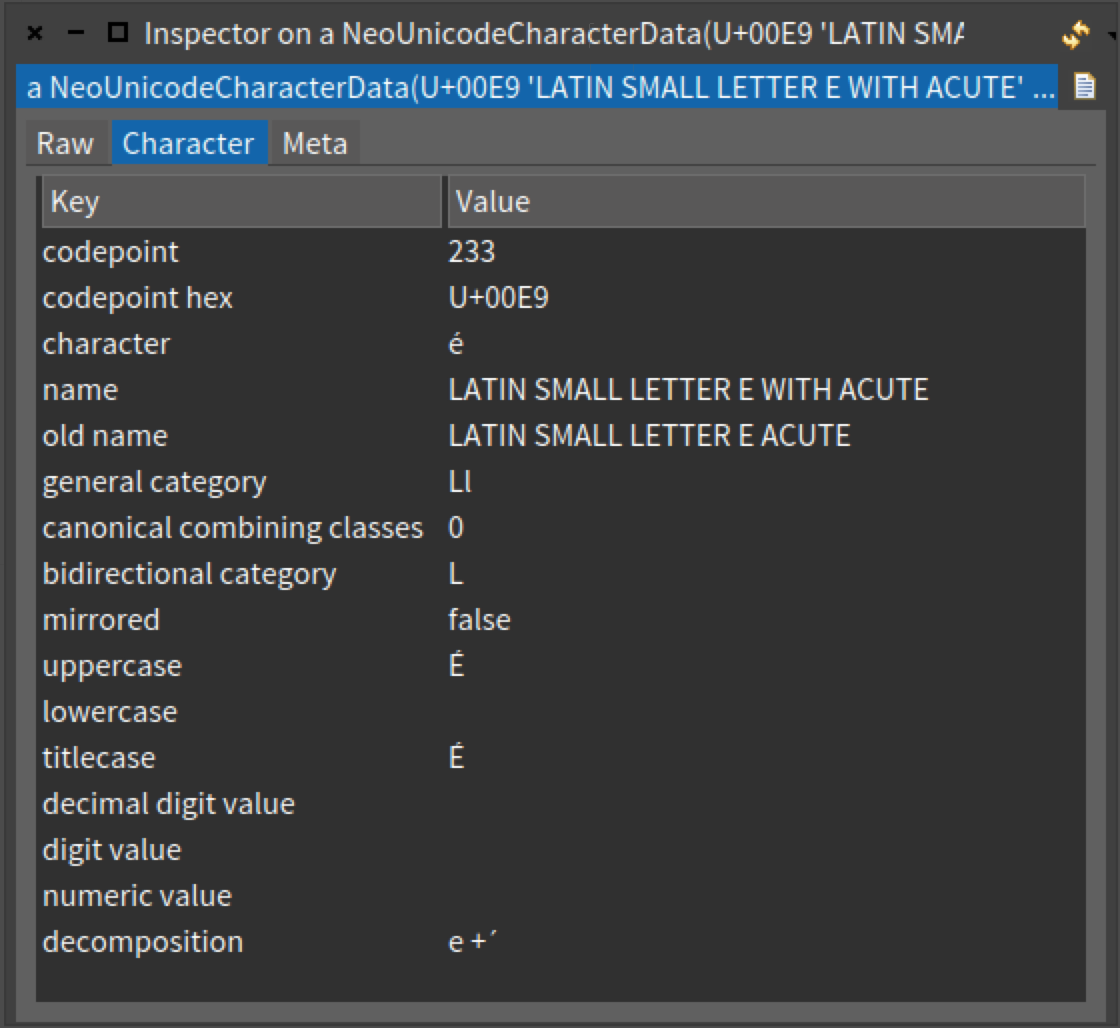 Inspector on a NeoUnicodeCharacterData(U+00E9 'LATIN SMA
a NeoUnicodeCharacterData(U+00E9 'LATIN SMALL LETTER E WITH ACUTE' ...
Raw Character Meta
Key Value
codepoint 233
codepoint hex U+00E9
character é
name LATIN SMALL LETTER E WITH ACUTE
old name LATIN SMALL LETTER E ACUTE
general category Ll
canonical combining classes 0
bidirectional category L
mirrored false
uppercase É
lowercase
titlecase É
decimal digit value
digit value
numeric value
decomposition e + ´